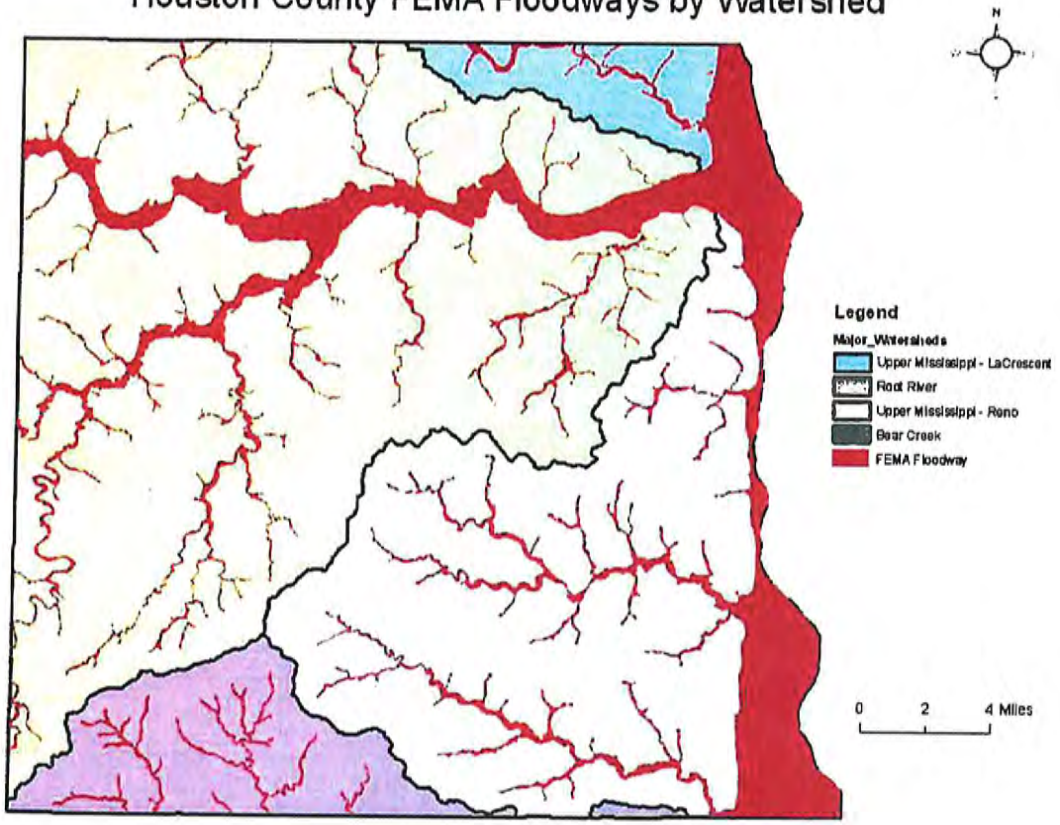 Houston County FEMA Floodways by Watershed
N
Legend
Major_Watersheds
Upper Mississippi - LaCrescent
Root River
Upper Mississippi - Reno
Bear Creek
FEMA Floodway
0 2 4 Miles